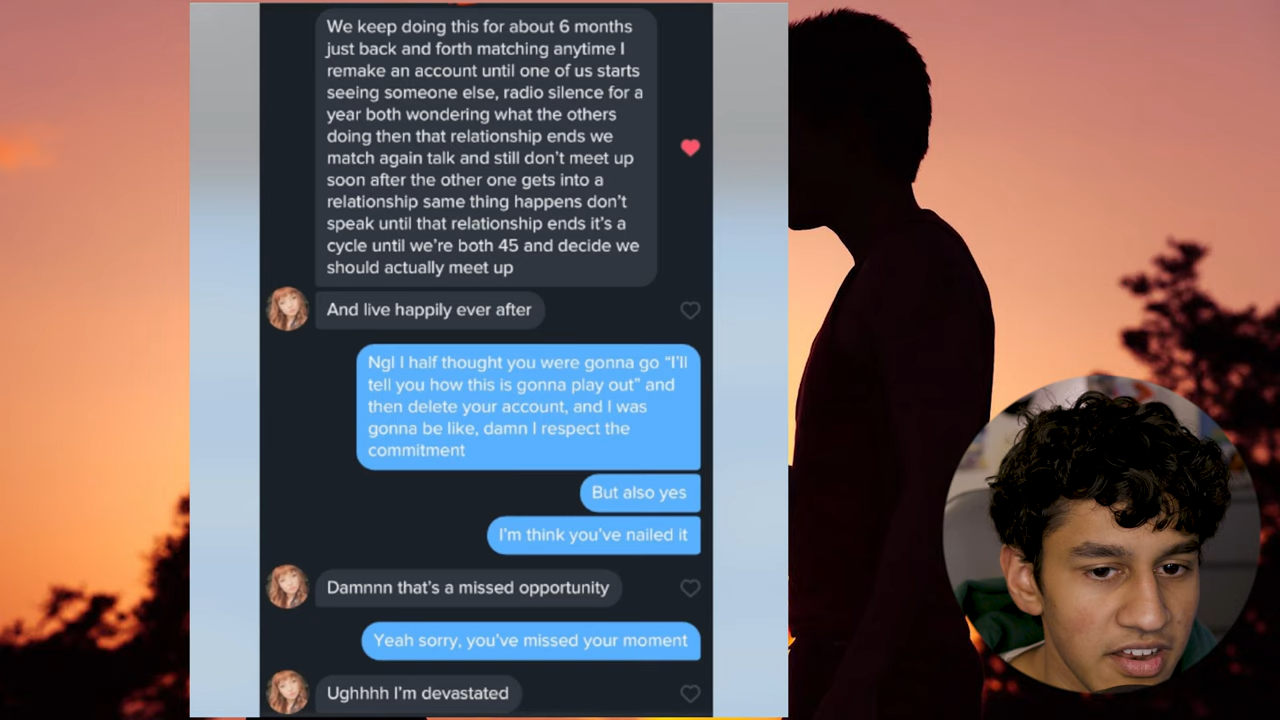 We keep doing this for about 6 months
just back and forth matching anytime I
remake an account until one of us starts
seeing someone else, radio silence for a
year both wondering what the others
doing then that relationship ends we
match again talk and still don't meet up
soon after the other one gets into a
relationship same thing happens don't
speak until that relationship ends it's a
cycle until we're both 45 and decide we
should actually meet up
And live happily ever after
Ngl I half thought you were gonna go “I'll
tell you how this is gonna play out” and
then delete your account, and I was
gonna be like, damn I respect the
commitment
But also yes
I'm think you've nailed it
Damnnn that's a missed opportunity
Yeah sorry, you've missed your moment
Ughhhh I'm devastated